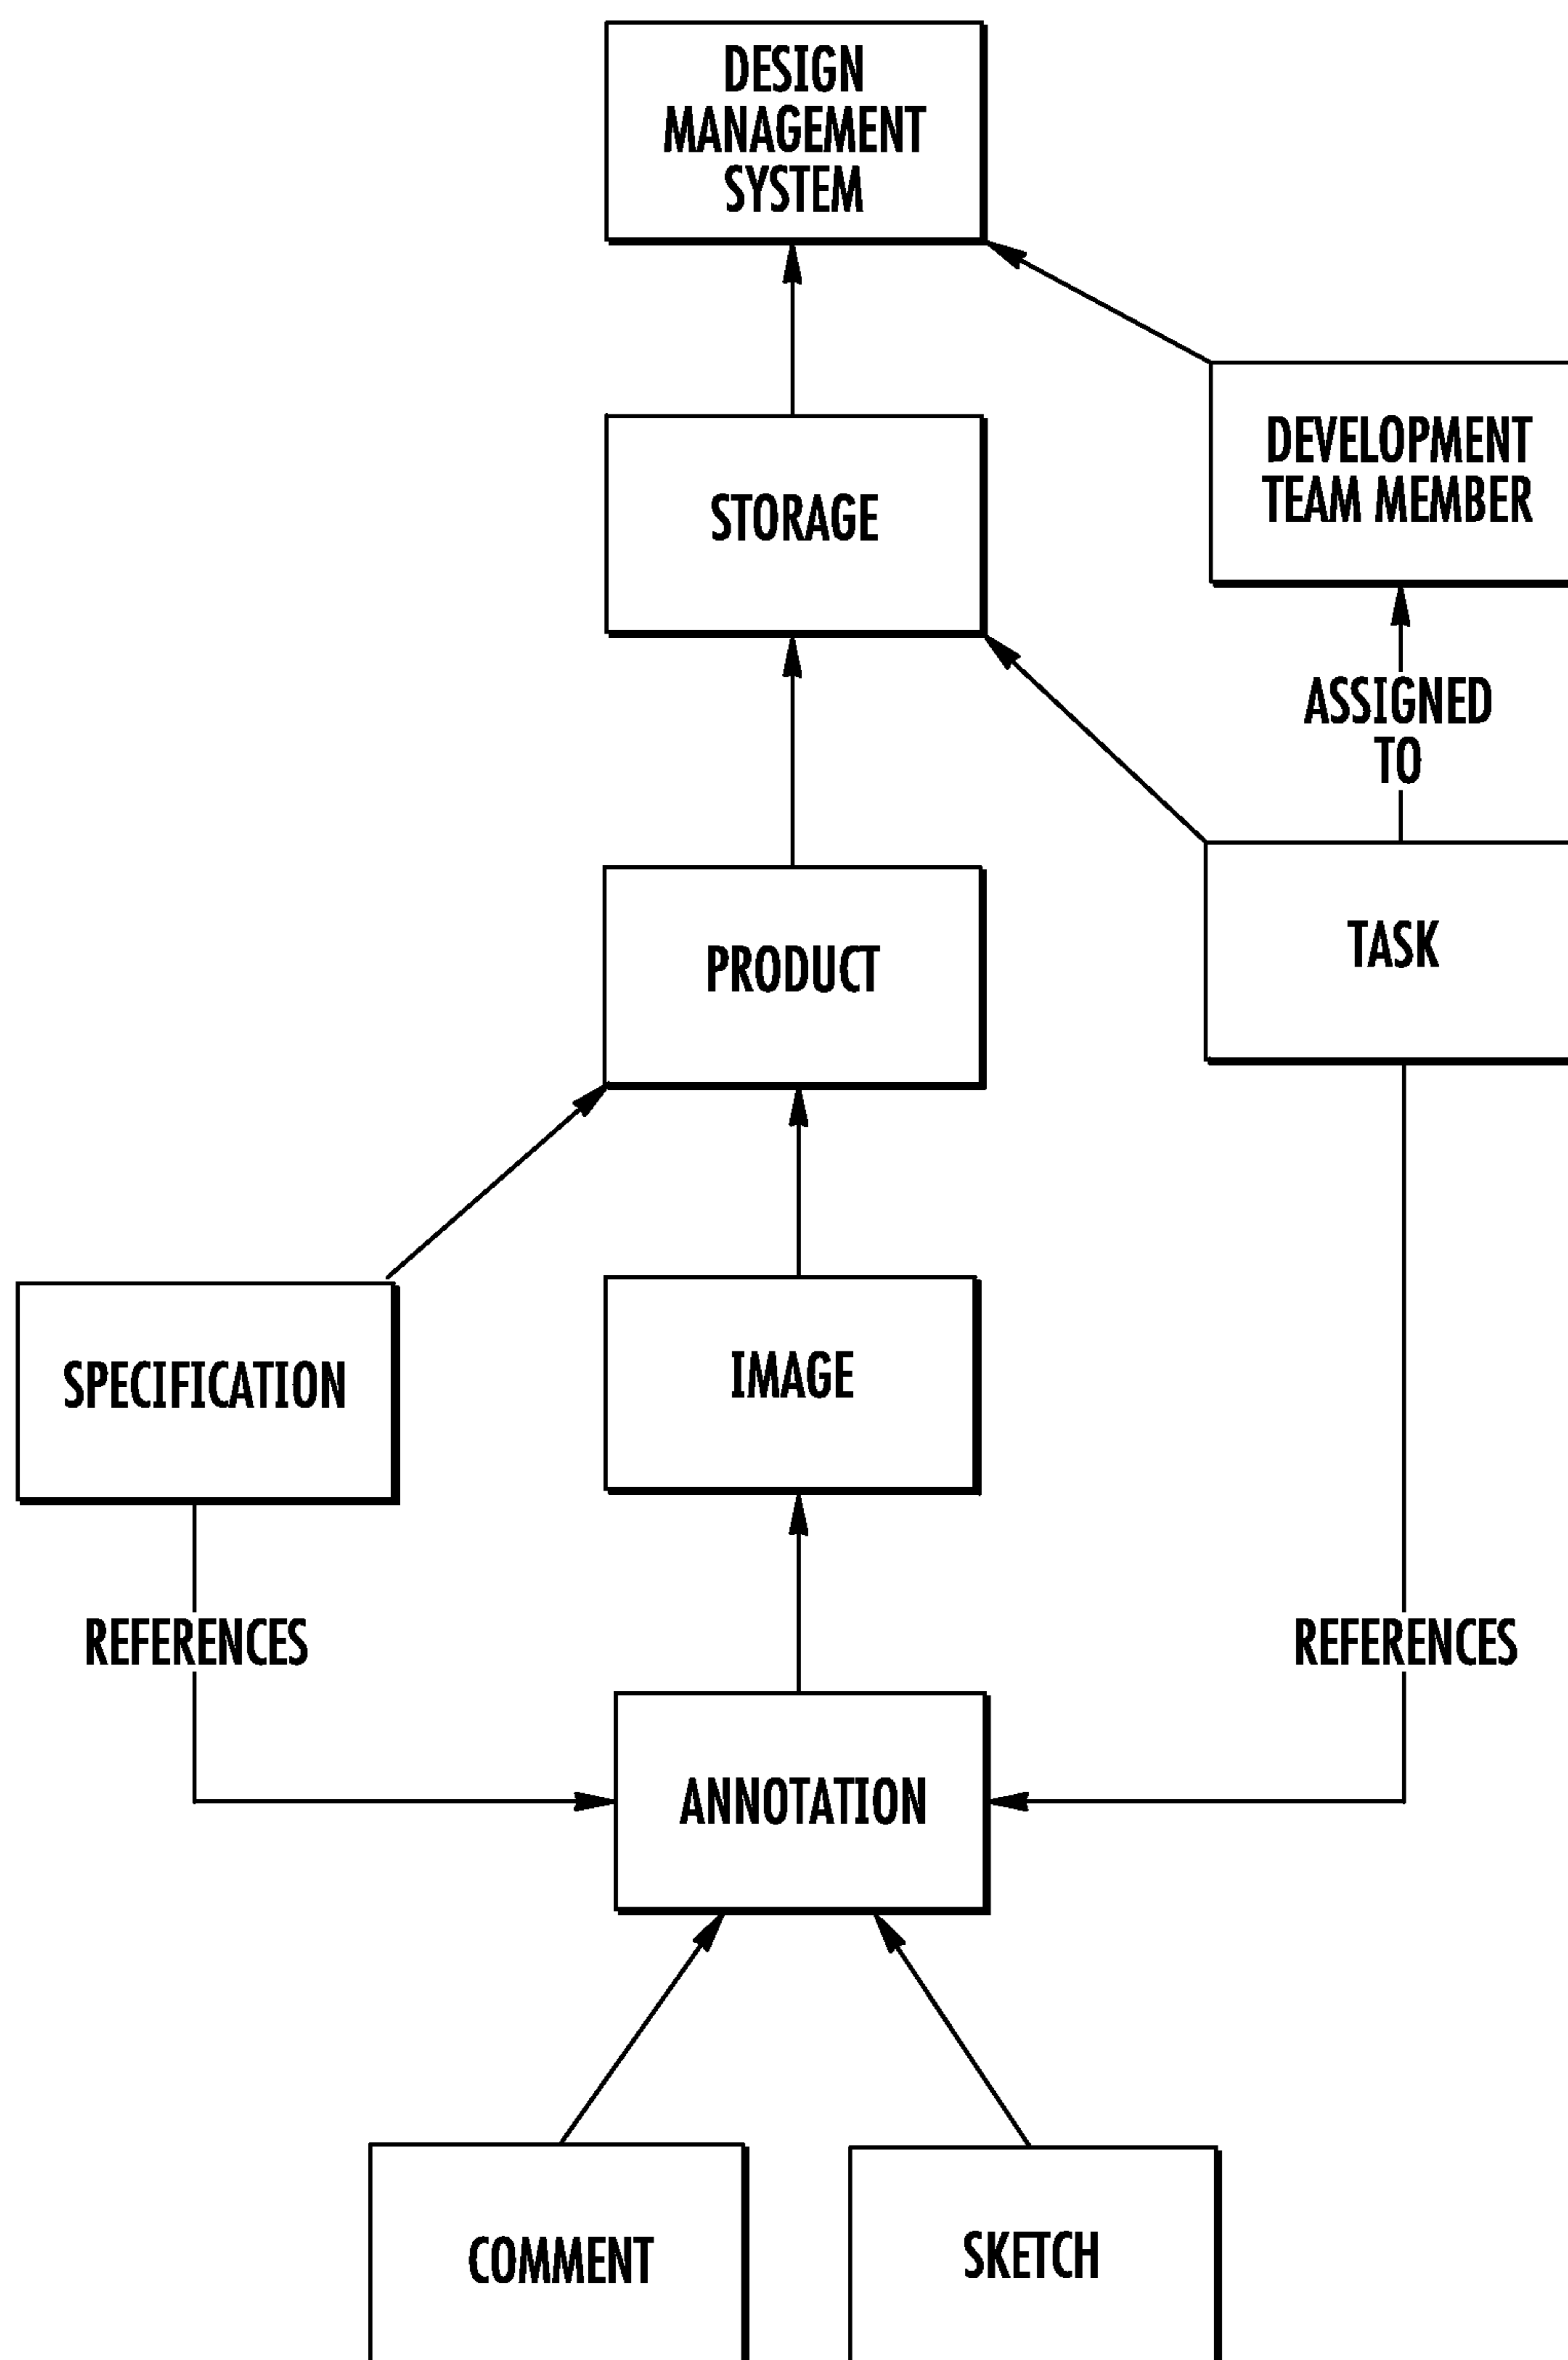 DESIGN
MANAGEMENT
SYSTEM
DEVELOPMENT
TEAM MEMBER
STORAGE
ASSIGNED
TO
PRODUCT
TASK
SPECIFICATION
IMAGE
REFERENCES
REFERENCES
ANNOTATION
COMMENT
SKETCH